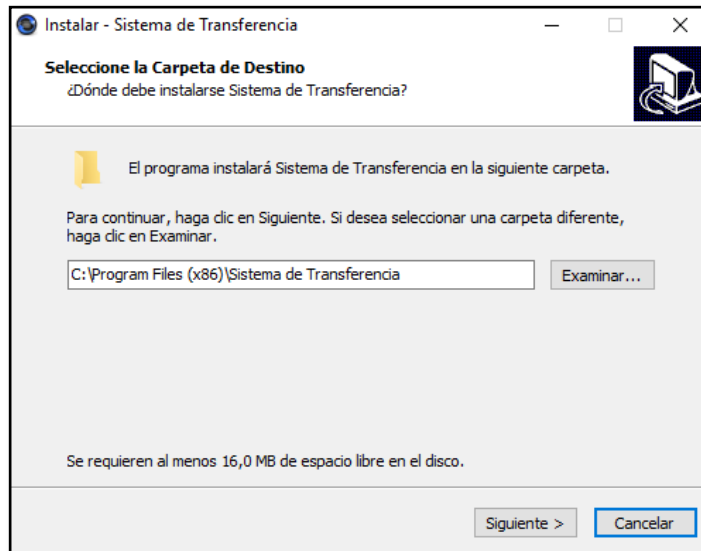 Instalar - Sistema de Transferencia
Seleccione la Carpeta de Destino
¿Dónde debe instalarse Sistema de Transferencia?
El programa instalará Sistema de Transferencia en la siguiente carpeta.
Para continuar, haga clic en Siguiente. Si desea seleccionar una carpeta diferente,
haga clic en Examinar.
C:\Program Files (x86)\Sistema de Transferencia
Examinar...
Se requieren al menos 16,0 MB de espacio libre en el disco.
Siguiente >
Cancelar